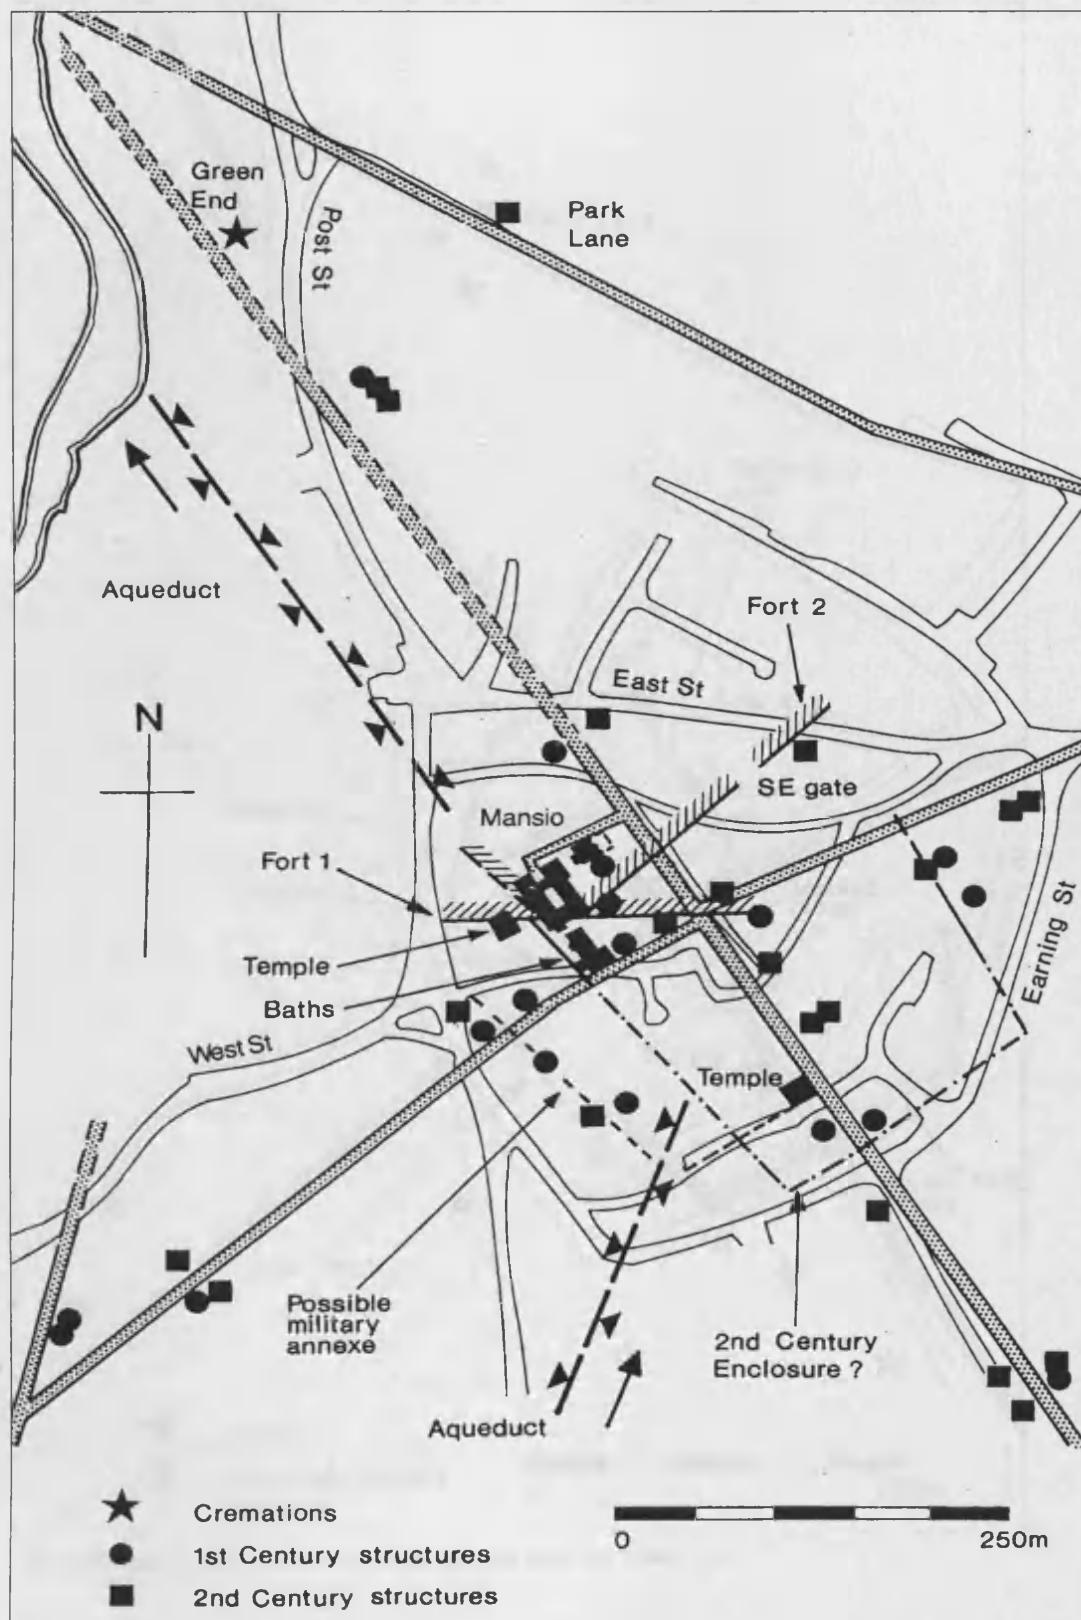 Green
End
Post St
Park
Lane
Aqueduct
Fort 2
East St
N
SE gate
Mansio
Fort 1
Temple
Baths
Earning St
West St
Temple
Possible
military
annexe
2nd Century
Enclosure ?
Aqueduct
Cremations
1st Century structures
2nd Century structures
0 250m